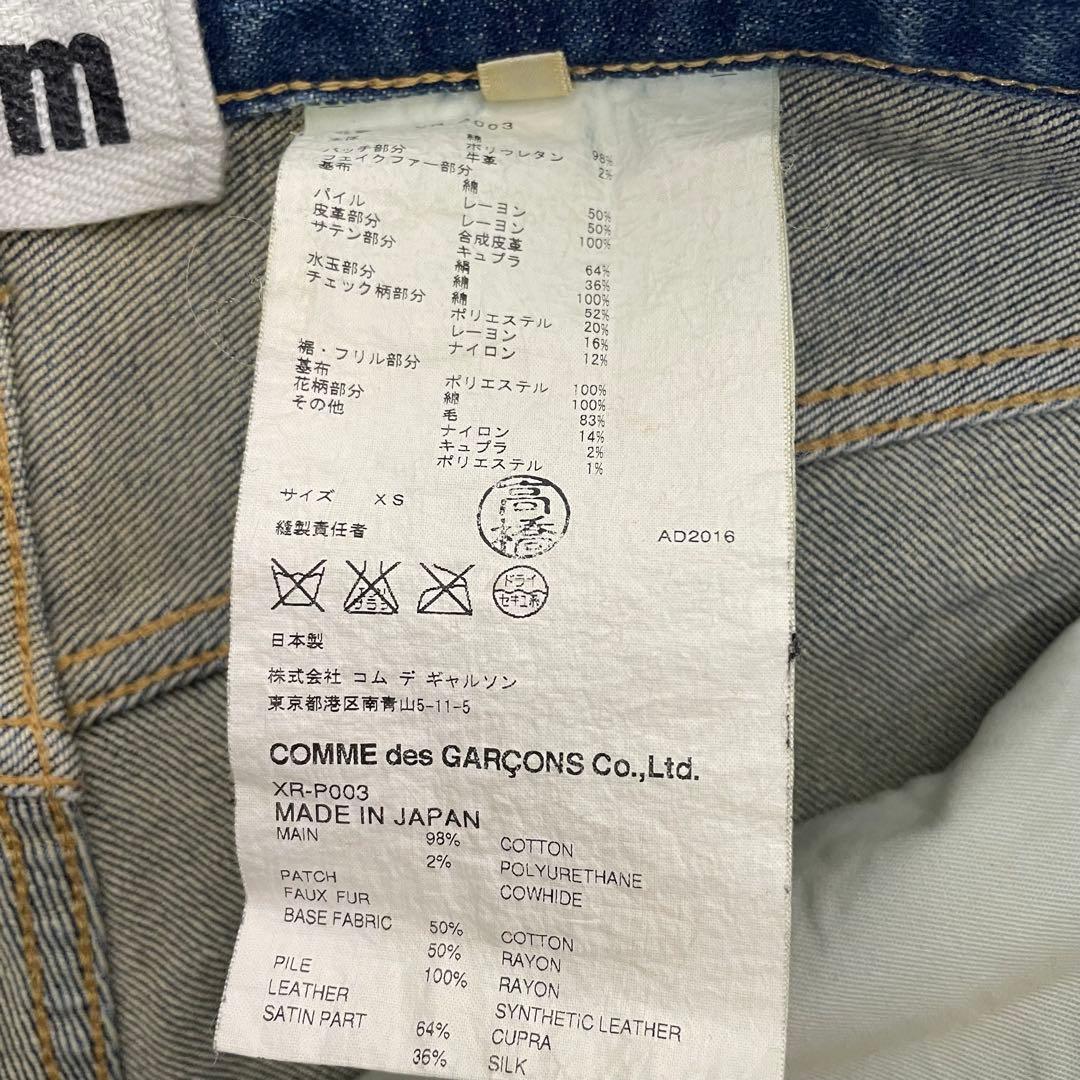 m
綿
ポリウレタン 98%
パッチ部分 牛革 2%
フェイクファー部分
基布 綿
パイル レーヨン 50%
皮革部分 レーヨン 50%
サテン部分 合成皮革 100%
キュプラ
水玉部分 絹 64%
チェック柄部分 綿 36%
綿 100%
ポリエステル 52%
レーヨン 20%
ナイロン 16%
12%
裾・フリル部分
基布 ポリエステル 100%
花柄部分 綿 100%
その他 毛 83%
ナイロン 14%
キュプラ 2%
ポリエステル 1%
サイズ XS
縫製責任者 高橋 AD2016
ドライ
セキユ系
日本製
株式会社 コム デ ギャルソン
東京都港区南青山5-11-5
COMME des GARÇONS Co.,Ltd.
XR-P003
MADE IN JAPAN
MAIN 98% COTTON
2% POLYURETHANE
PATCH COWHIDE
FAUX FUR
BASE FABRIC 50% COTTON
50% RAYON
PILE 100% RAYON
LEATHER SYNTHETIC LEATHER
SATIN PART 64% CUPRA
36% SILK